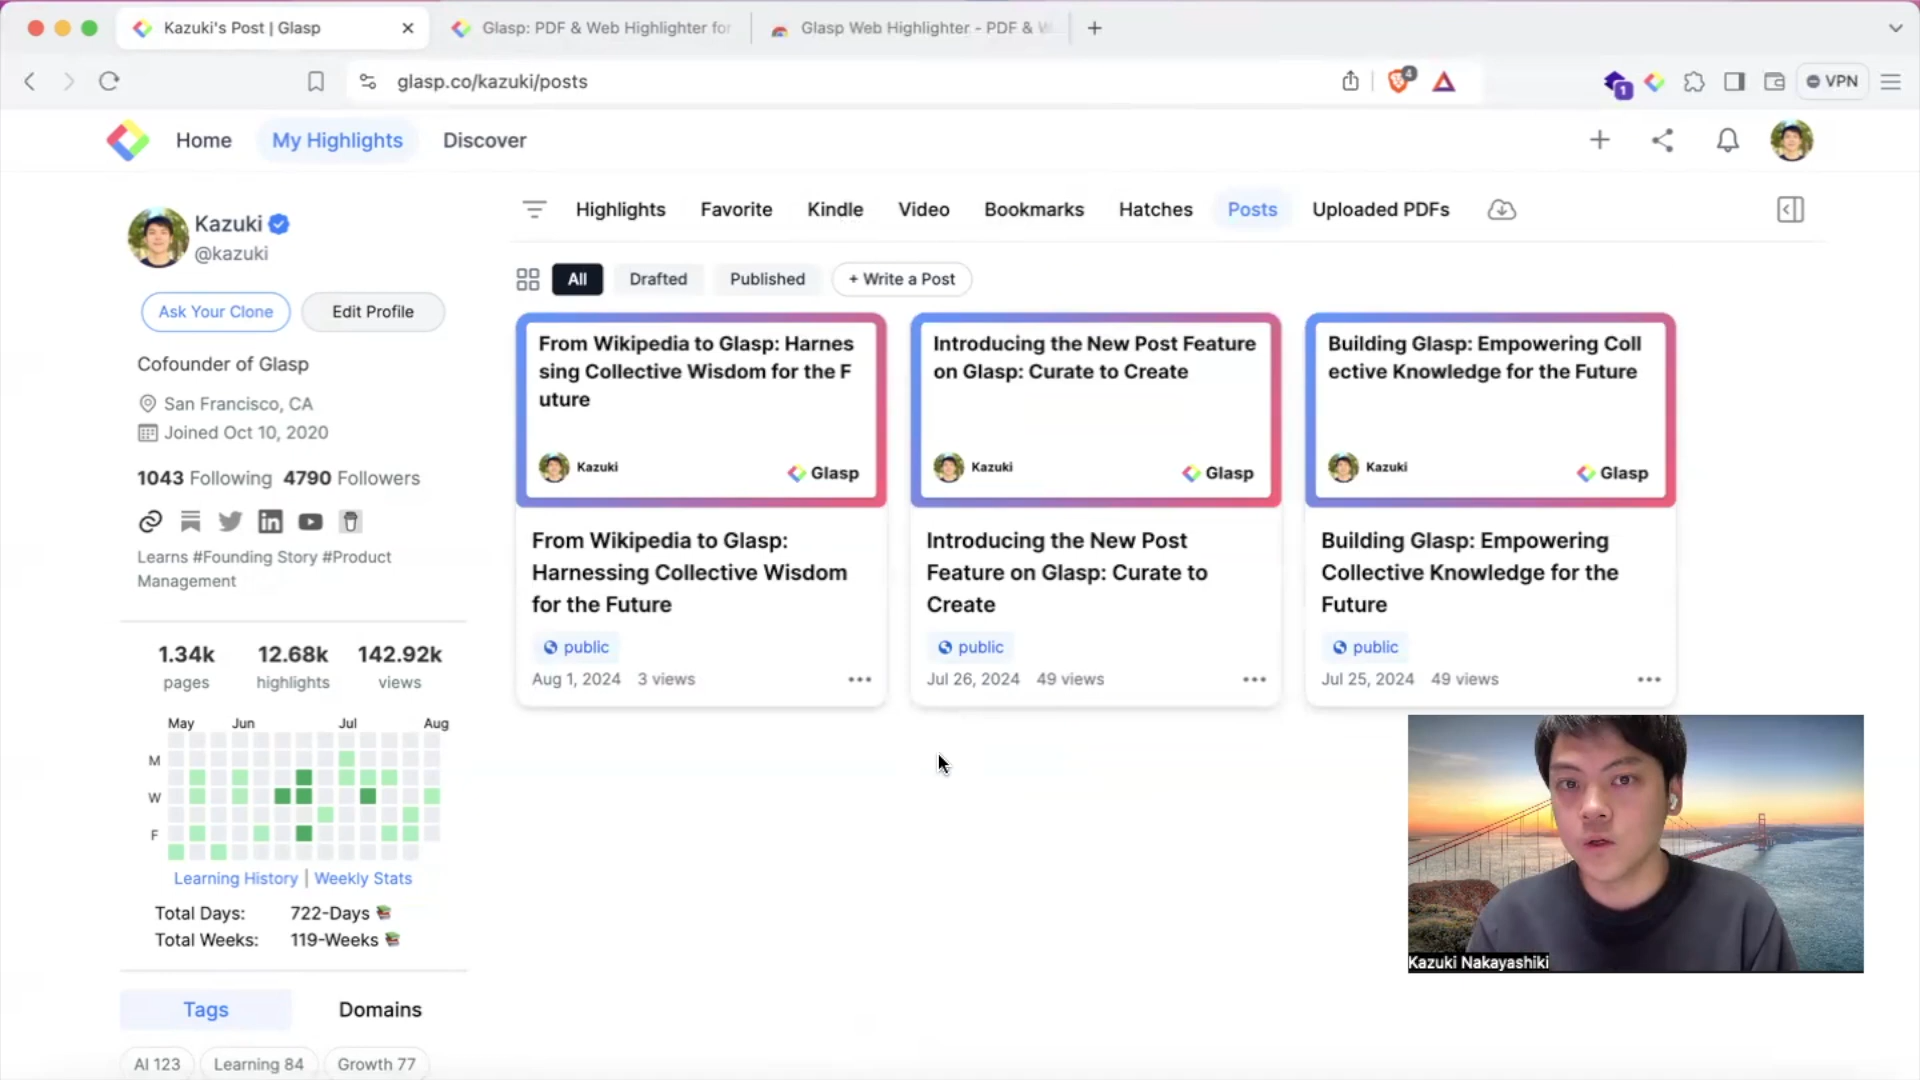 Kazuki's Post | Glasp
Glasp: PDF & Web Highlighter for
Glasp Web Highlighter - PDF & W
glasp.co/kazuki/posts
4
1
VPN
Home
My Highlights
Discover
Kazuki
@kazuki
Ask Your Clone
Edit Profile
Cofounder of Glasp
San Francisco, CA
Joined Oct 10, 2020
1043 Following 4790 Followers
Learns #Founding Story #Product
Management
1.34k 12.68k 142.92k
pages highlights views
May Jun Jul Aug
M
W
F
Learning History | Weekly Stats
Total Days: 722-Days
Total Weeks: 119-Weeks
Tags
Domains
AI 123
Learning 84
Growth 77
Highlights
Favorite
Kindle
Video
Bookmarks
Hatches
Posts
Uploaded PDFs
All
Drafted
Published
+ Write a Post
From Wikipedia to Glasp: Harnes
sing Collective Wisdom for the F
uture
Kazuki
Glasp
From Wikipedia to Glasp:
Harnessing Collective Wisdom
for the Future
public
Aug 1, 2024 3 views
Introducing the New Post Feature
on Glasp: Curate to Create
Kazuki
Glasp
Introducing the New Post
Feature on Glasp: Curate to
Create
public
Jul 26, 2024 49 views
Building Glasp: Empowering Coll
ective Knowledge for the Future
Kazuki
Glasp
Building Glasp: Empowering
Collective Knowledge for the
Future
public
Jul 25, 2024 49 views
Kazuki Nakayashiki